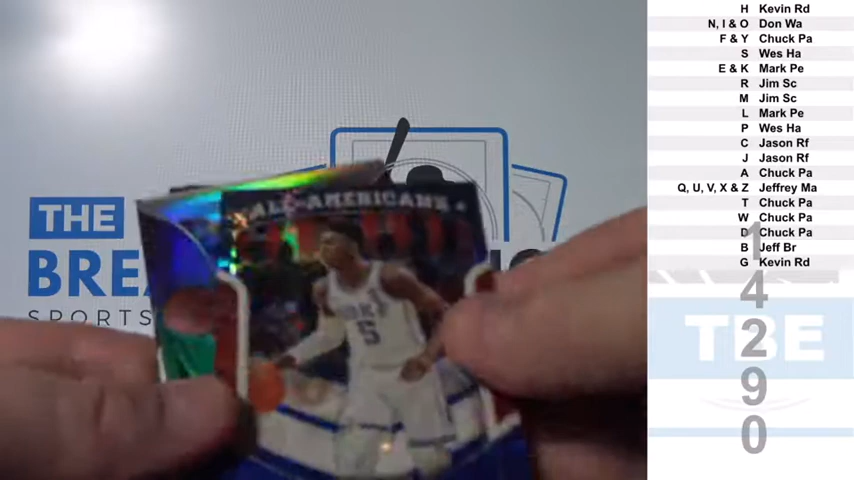 THE
BREA
SPORTS
ALL-AMERICANS
DUKE
5
H Kevin Rd
N, I & O Don Wa
F & Y Chuck Pa
S Wes Ha
E & K Mark Pe
R Jim Sc
M Jim Sc
L Mark Pe
P Wes Ha
C Jason Rf
J Jason Rf
A Chuck Pa
Q, U, V, X & Z Jeffrey Ma
T Chuck Pa
W Chuck Pa
D Chuck Pa
B Jeff Br
G Kevin Rd
1
4
2
9
0
TBE